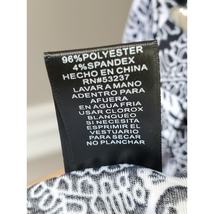 96%POLYESTER
4%SPANDEX
HECHO EN CHINA
RN#53237
LAVAR A MANO
ADENTRO PARA
AFUERA
EN AGUA FRIA
USAR CLOROX
BLANQUEO
SI NECESITA
ESPRIMIR EL
VESTUARIO
PARA SECAR
NO PLANCHAR